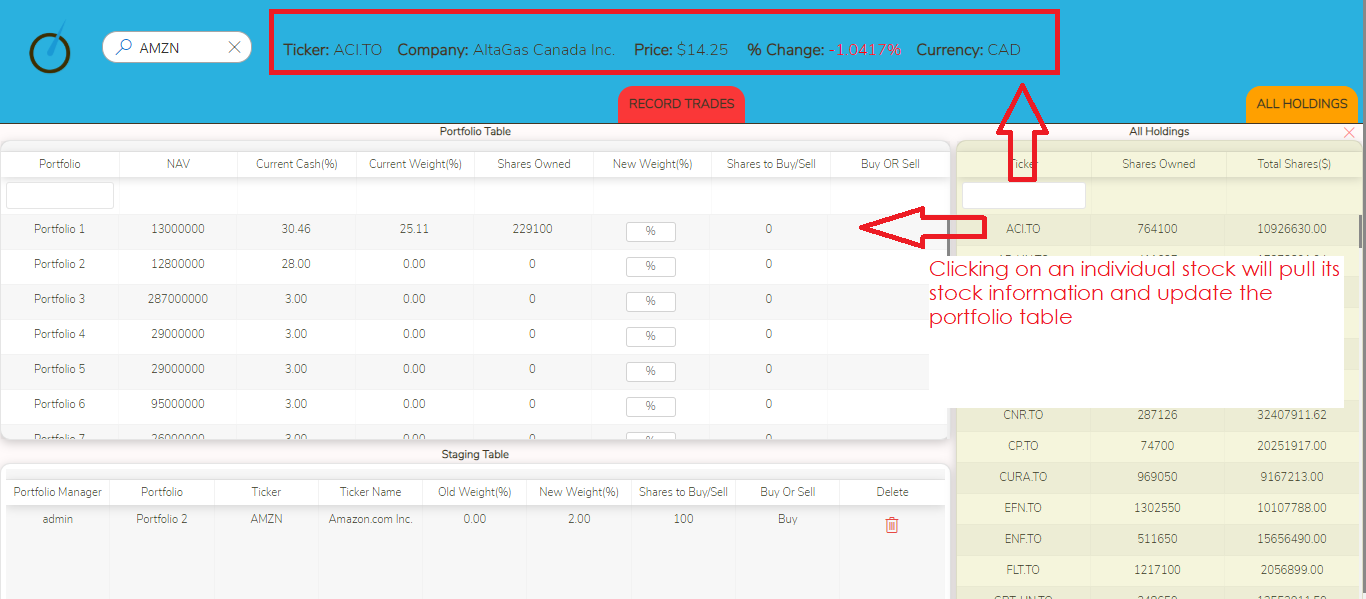 AMZN
Ticker: ACI.TO Company: AltaGas Canada Inc. Price: $14.25 % Change: -1.0417% Currency: CAD
RECORD TRADES
ALL HOLDINGS
Portfolio Table
Portfolio NAV Current Cash(%) Current Weight(%) Shares Owned New Weight(%) Shares to Buy/Sell Buy OR Sell
Portfolio 1 13000000 30.46 25.11 229100 % 0
Portfolio 2 12800000 28.00 0.00 0 % 0
Portfolio 3 287000000 3.00 0.00 0 % 0
Portfolio 4 29000000 3.00 0.00 0 % 0
Portfolio 5 29000000 3.00 0.00 0 % 0
Portfolio 6 95000000 3.00 0.00 0 % 0
Portfolio 7 26000000 3.00 0.00 0 % 0
All Holdings
Ticker Shares Owned Total Shares($)
ACI.TO 764100 10926630.00
Clicking on an individual stock will pull its
stock information and update the
portfolio table
CNR.TO 287126 32407911.62
CP.TO 74700 20251917.00
CURA.TO 969050 9167213.00
EFN.TO 1302550 10107788.00
ENF.TO 511650 15656490.00
FLT.TO 1217100 2056899.00
Staging Table
Portfolio Manager Portfolio Ticker Ticker Name Old Weight(%) New Weight(%) Shares to Buy/Sell Buy Or Sell Delete
admin Portfolio 2 AMZN Amazon.com Inc. 0.00 2.00 100 Buy